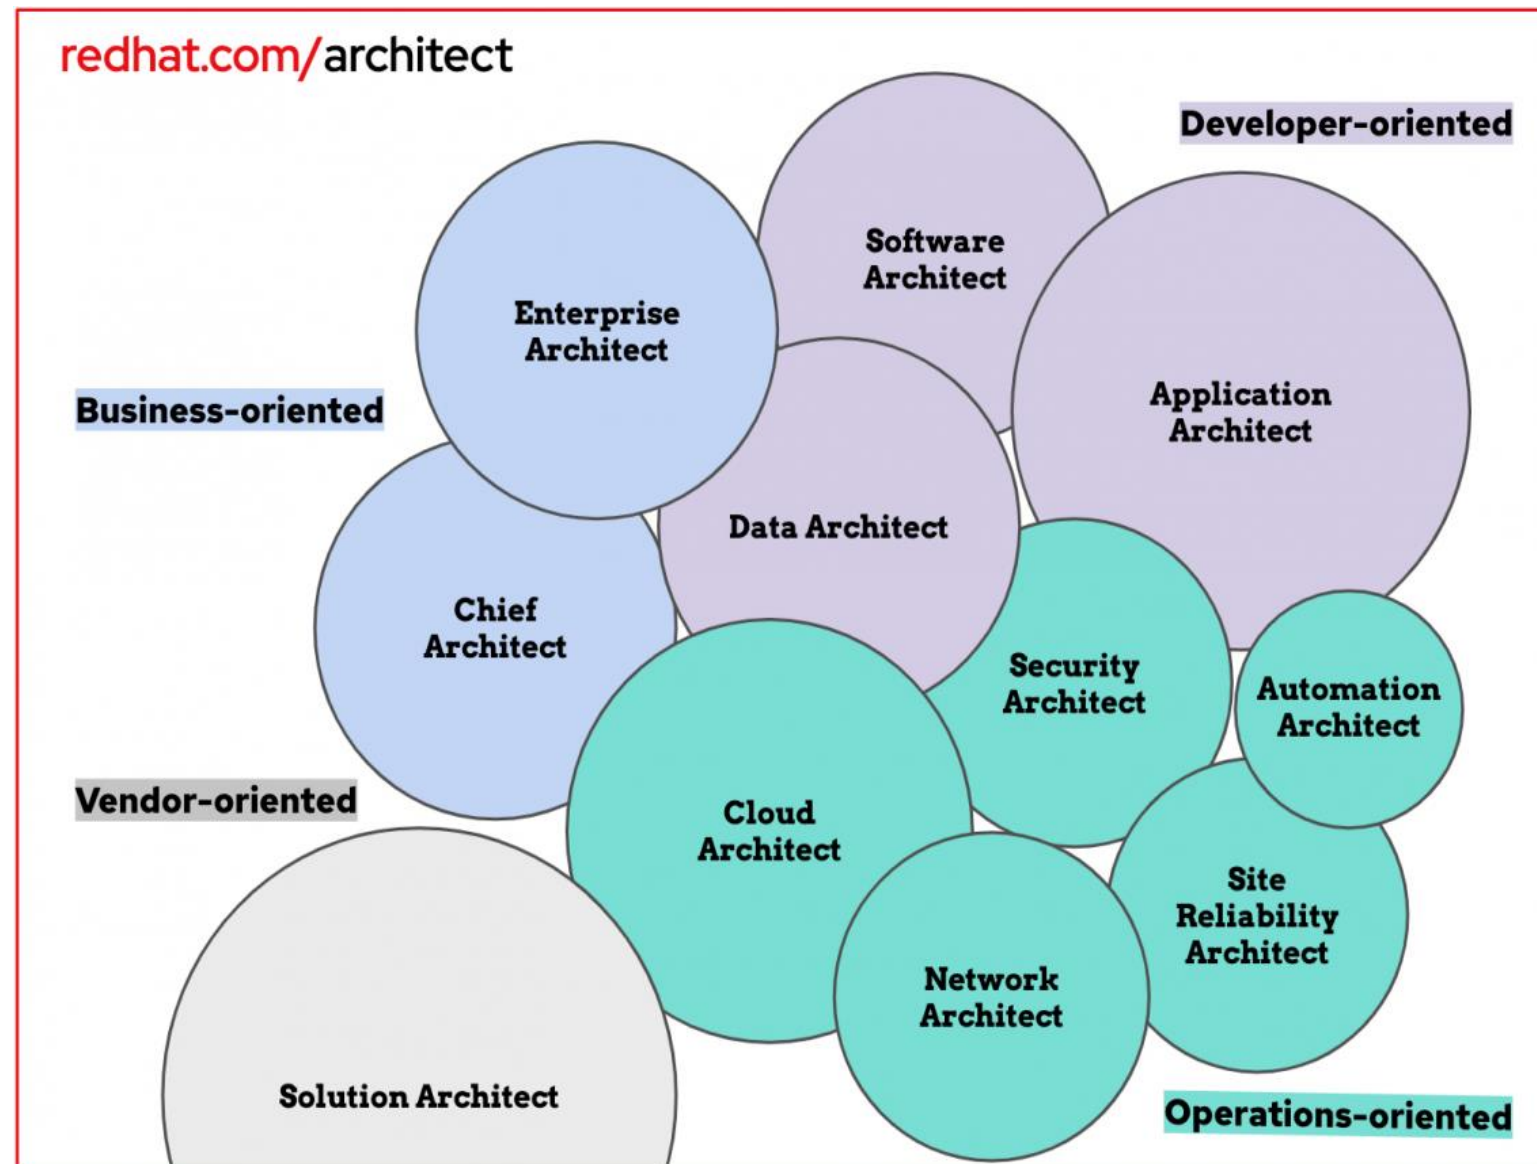 redhat.com/architect
Developer-oriented
Software
Architect
Enterprise
Architect
Application
Architect
Business-oriented
Data Architect
Chief
Architect
Security
Architect
Automation
Architect
Vendor-oriented
Cloud
Architect
Site
Reliability
Architect
Network
Architect
Solution Architect
Operations-oriented